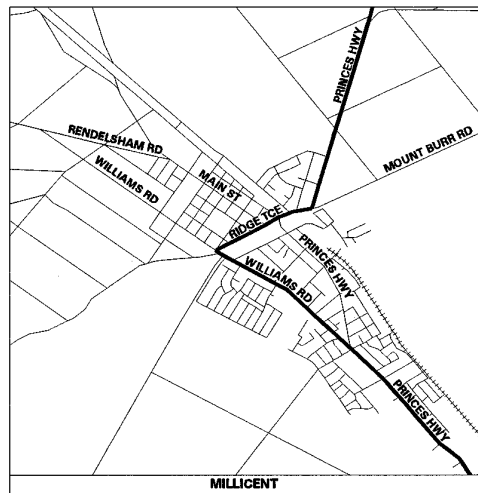 PRINCES HWY
MOUNT BURR RD
RENDELSHAM RD
WILLIAMS RD
MAIN ST
RIDGE TCE
PRINCES HWY
WILLIAMS RD
PRINCES HWY
MILLICENT